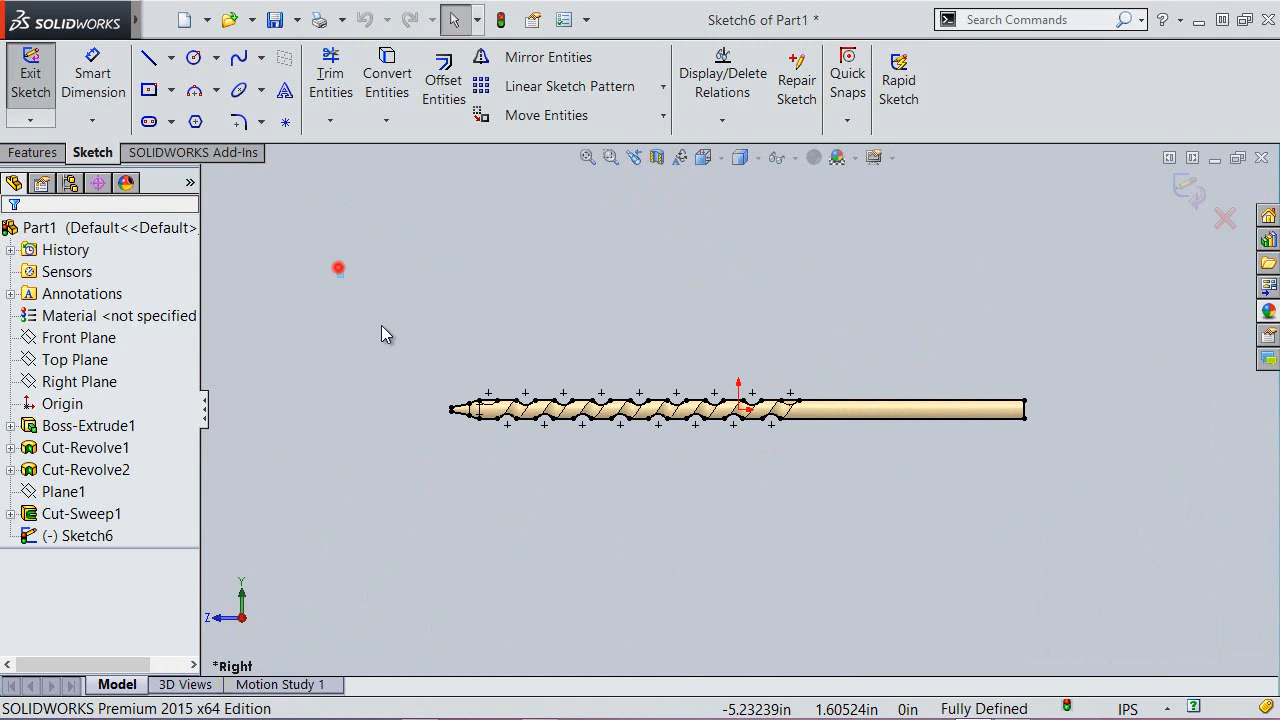 SOLIDWORKS
Sketch6 of Part1 *
Search Commands
Exit Sketch
Smart Dimension
Trim Entities
Convert Entities
Offset Entities
Mirror Entities
Linear Sketch Pattern
Move Entities
Display/Delete Relations
Repair Sketch
Quick Snaps
Rapid Sketch
Features
Sketch
SOLIDWORKS Add-Ins
Part1 (Default<<Default>
History
Sensors
Annotations
Material <not specified
Front Plane
Top Plane
Right Plane
Origin
Boss-Extrude1
Cut-Revolve1
Cut-Revolve2
Plane1
Cut-Sweep1
(-) Sketch6
Y
Z
*Right
Model
3D Views
Motion Study 1
SOLIDWORKS Premium 2015 x64 Edition
-5.23239in
1.60524in
0in
Fully Defined
IPS